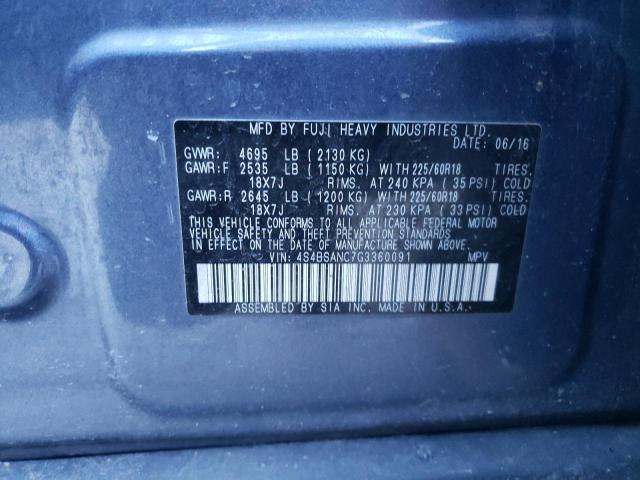 MFD BY FUJI HEAVY INDUSTRIES LTD.
DATE: 06/16
GVWR: 4695 LB (2130 KG)
GAWR:F 2535 LB (1150 KG) WITH 225/60R18 TIRES.
18X7J RIMS. AT 240 KPA (35 PSI) COLD
GAWR:R 2645 LB (1200 KG) WITH 225/60R18 TIRES.
18X7J RIMS. AT 230 KPA (33 PSI) COLD
THIS VEHICLE CONFORMS TO ALL APPLICABLE FEDERAL MOTOR
VEHICLE SAFETY AND THEFT PREVENTION STANDARDS
IN EFFECT ON THE DATE OF MANUFACTURE SHOWN ABOVE.
VIN: 4S4BSANC7G3360091 MPV
ASSEMBLED BY SIA INC. MADE IN U.S.A.